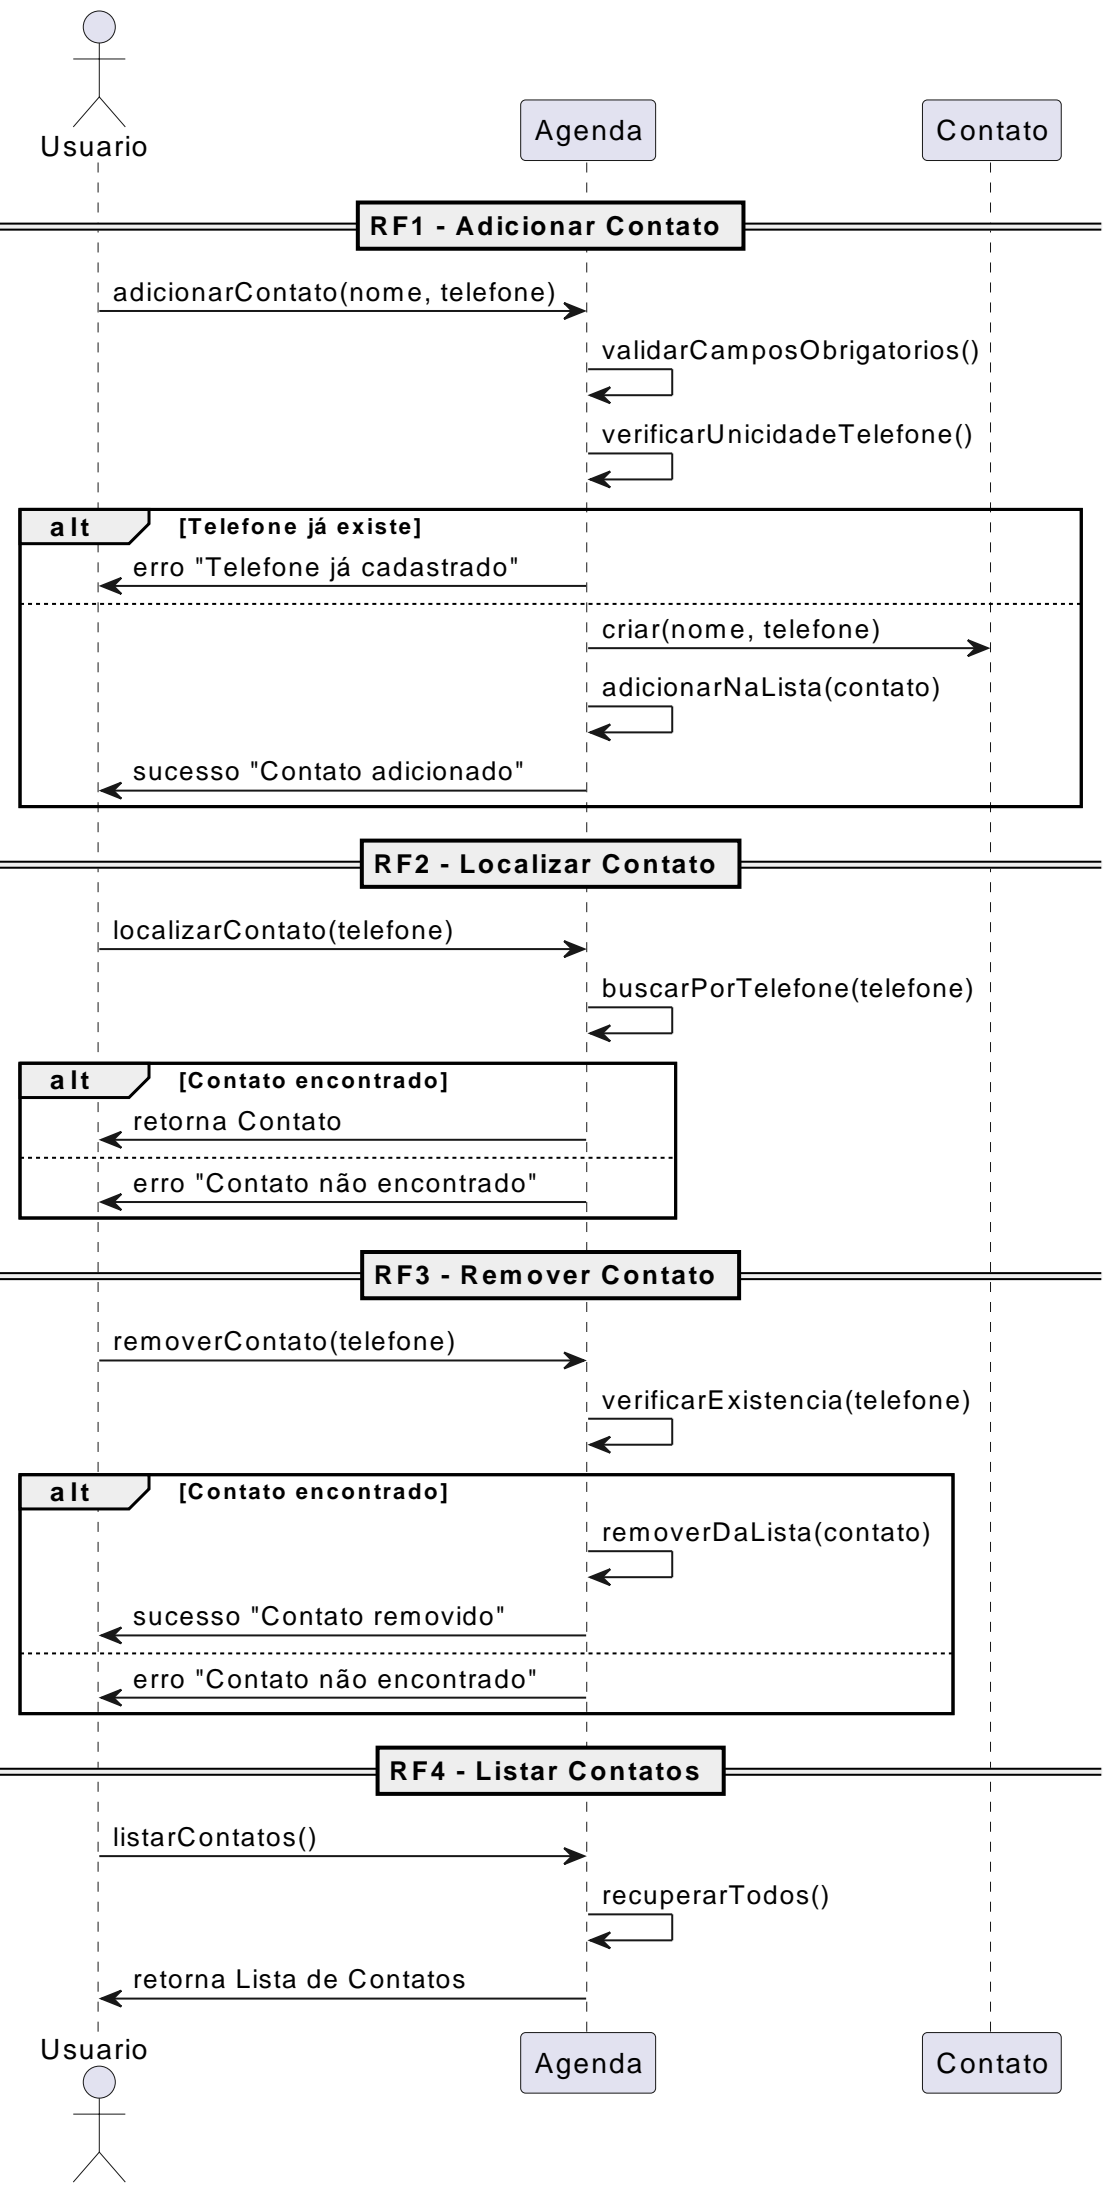 Usuario
Agenda
Contato
RF1 - Adicionar Contato
adicionarContato(nome, telefone)
validarCamposObrigatorios()
verificarUnicidadeTelefone()
alt [Telefone já existe]
erro "Telefone já cadastrado"
criar(nome, telefone)
adicionarNaLista(contato)
sucesso "Contato adicionado"
RF2 - Localizar Contato
localizarContato(telefone)
buscarPorTelefone(telefone)
alt [Contato encontrado]
retorna Contato
erro "Contato não encontrado"
RF3 - Remover Contato
removerContato(telefone)
verificarExistencia(telefone)
alt [Contato encontrado]
removerDaLista(contato)
sucesso "Contato removido"
erro "Contato não encontrado"
RF4 - Listar Contatos
listarContatos()
recuperarTodos()
retorna Lista de Contatos
Usuario
Agenda
Contato